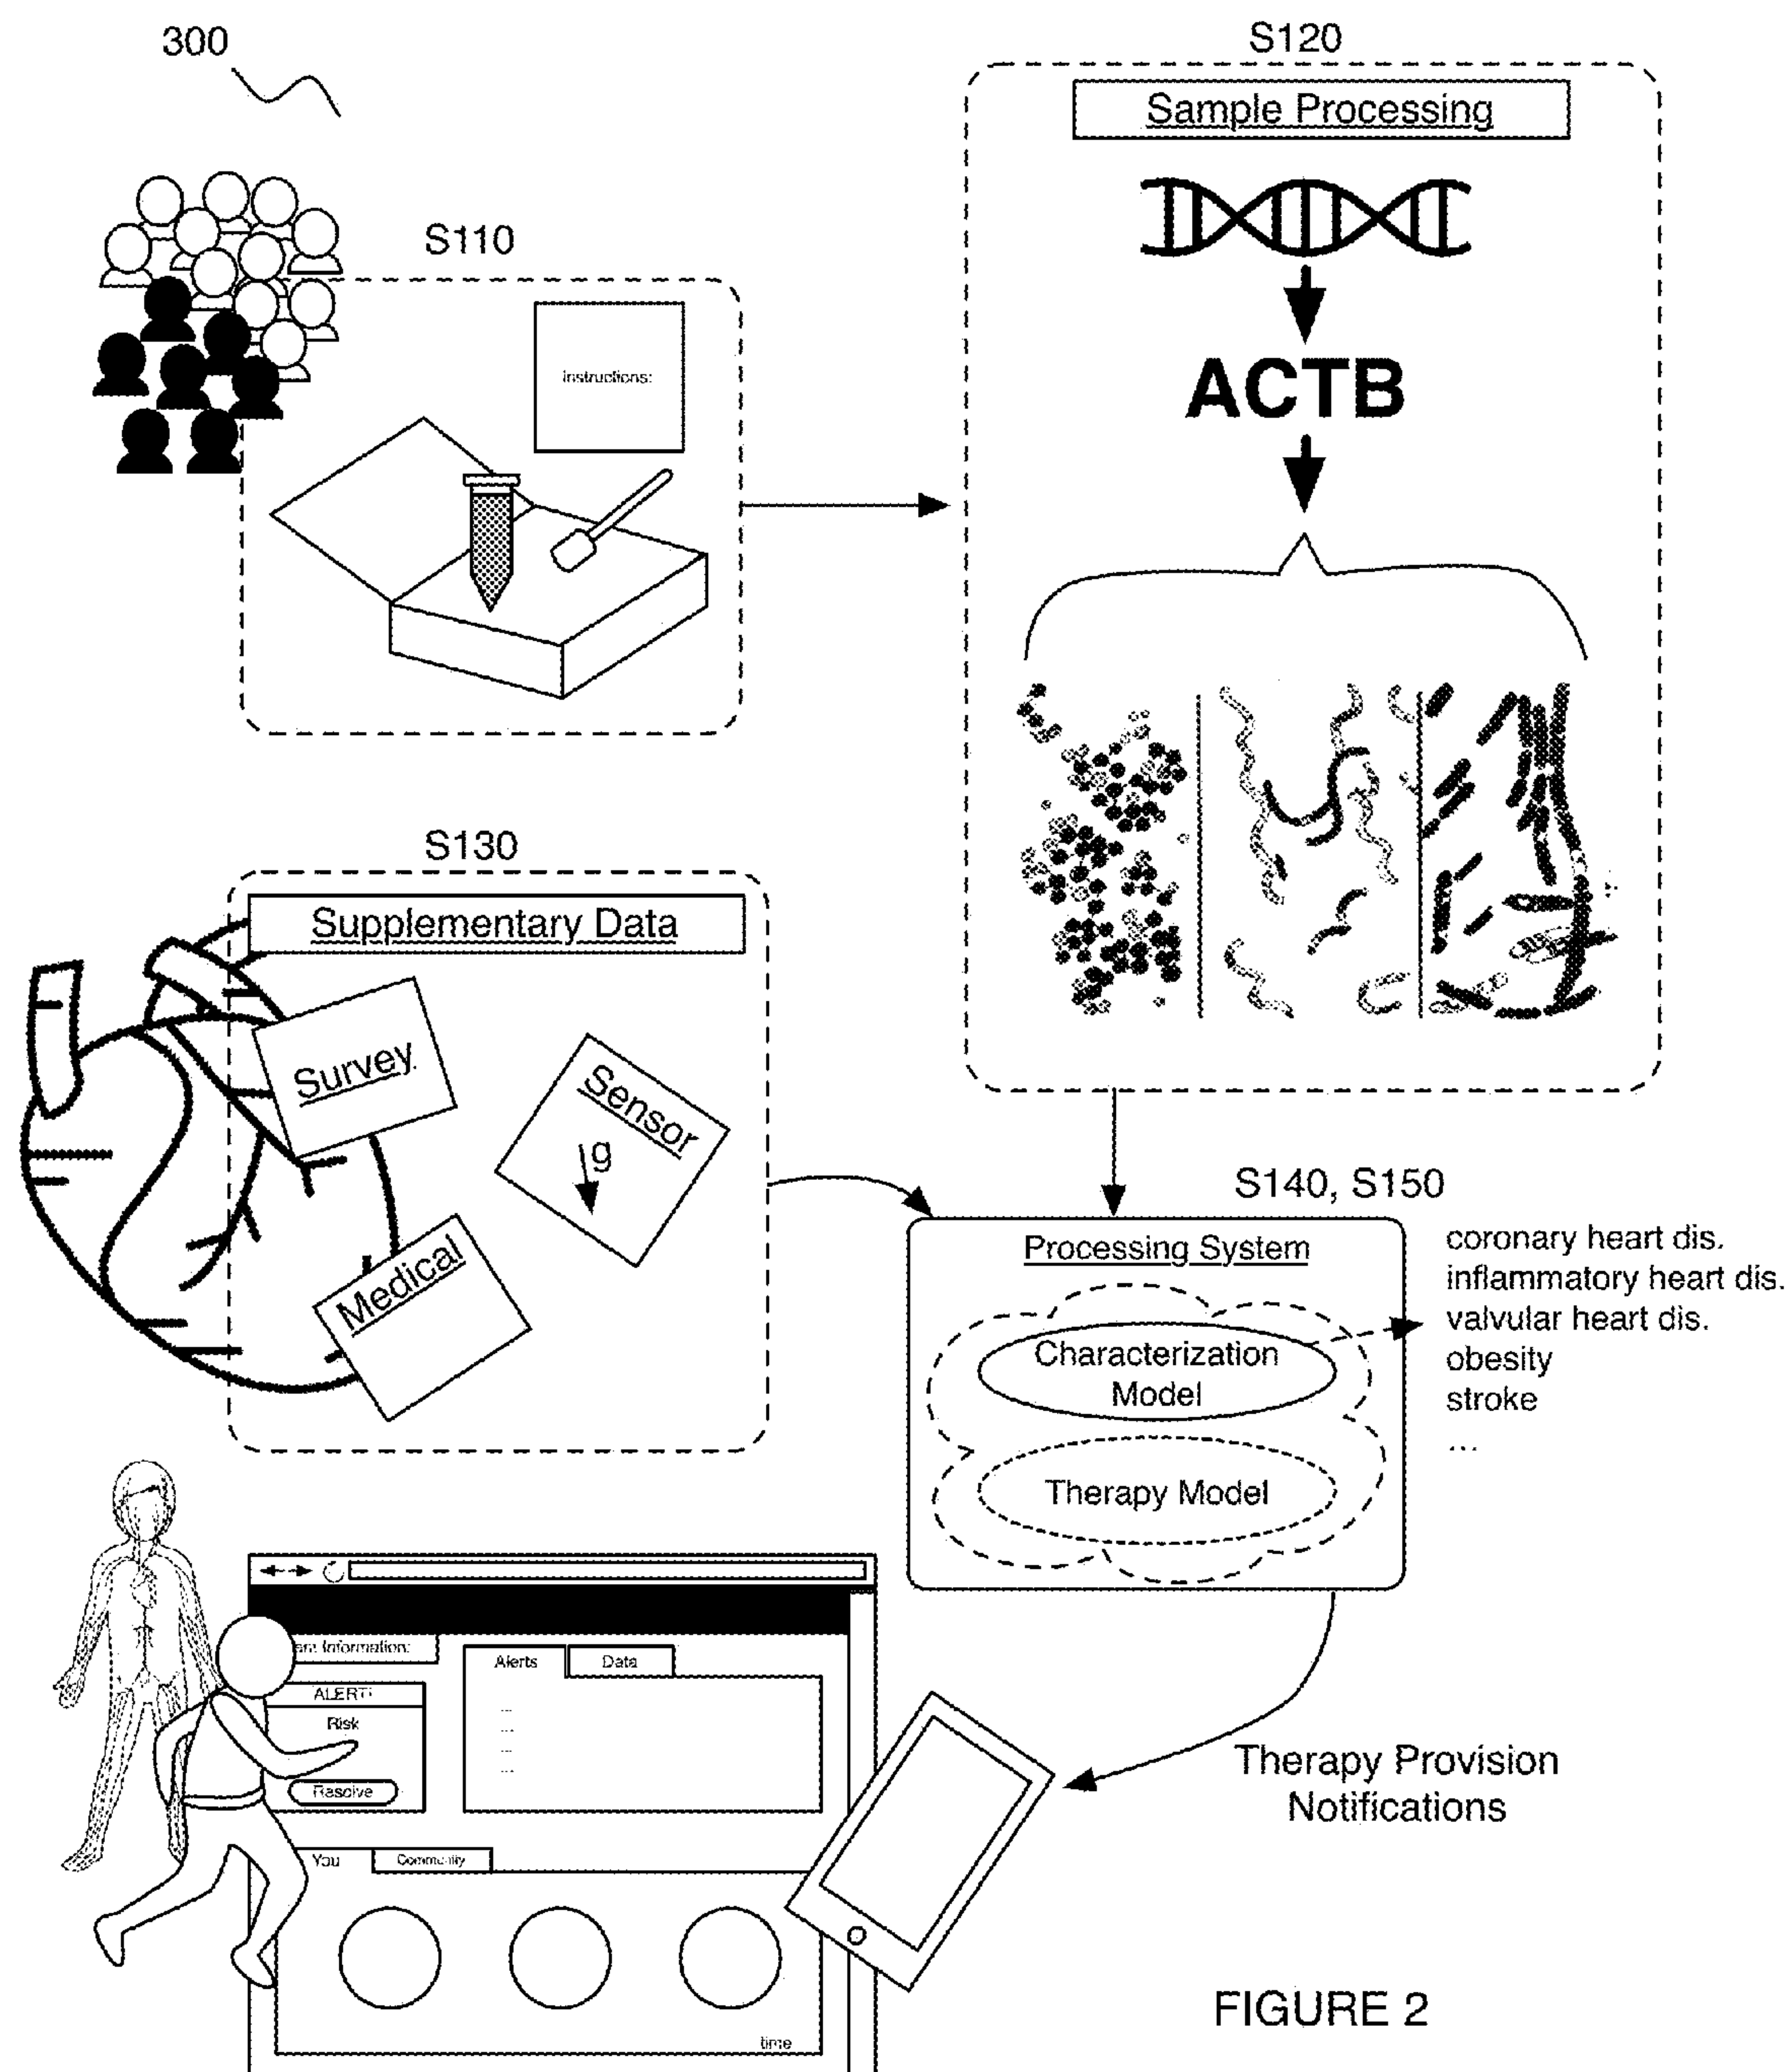 300
S120
Sample Processing
S110
Instructions:
ACTB
S130
Supplementary Data
Survey
Sensor
g
Medical
S140, S150
Processing System
Characterization
Model
Therapy Model
coronary heart dis.
inflammatory heart dis.
valvular heart dis.
obesity
stroke
...
Information:
Alerts
Data
ALERT!
Risk
...
...
...
...
Resolve
You
Community
time
Therapy Provision
Notifications
FIGURE 2